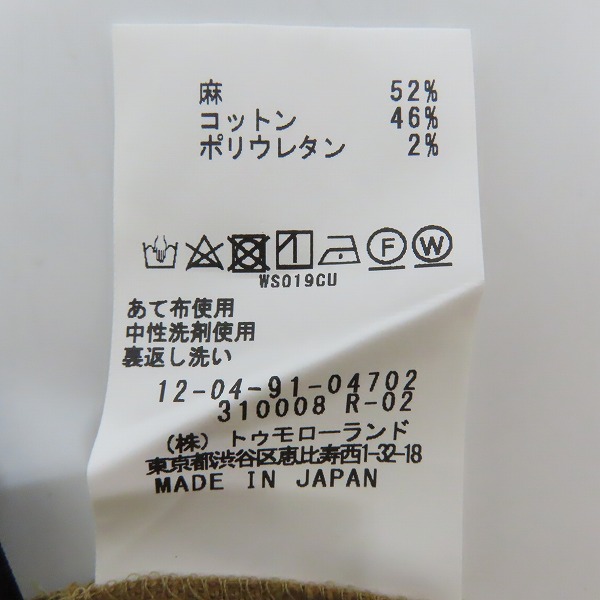 麻 52%
コットン 46%
ポリウレタン 2%
F W
WS019CU
あて布使用
中性洗剤使用
裏返し洗い
12-04-91-04702
310008 R-02
(株) トゥモローランド
東京都渋谷区恵比寿西1-32-18
MADE IN JAPAN